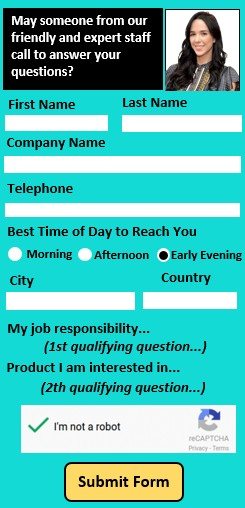 May someone from our
friendly and expert staff
call to answer your
questions?
First Name Last Name
Company Name
Telephone
Best Time of Day to Reach You
Morning Afternoon Early Evening
City Country
My job responsibility...
(1st qualifying question...)
Product I am interested in...
(2th qualifying question...)
I'm not a robot
reCAPTCHA
Privacy - Terms
Submit Form